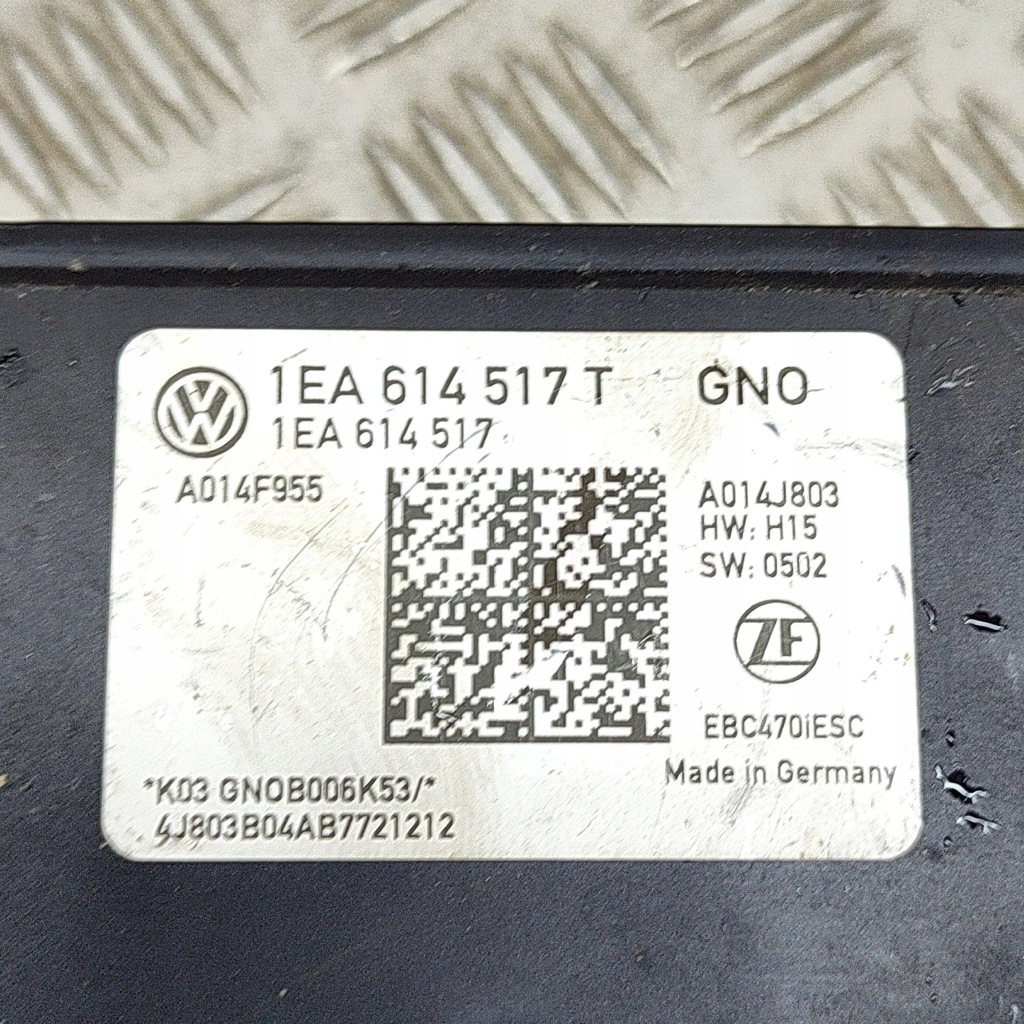 1EA 614 517 T GNO
1EA 614 517
A014F955
A014J803
HW: H15
SW: 0502
ZF
EBC470iESC
Made in Germany
*K03 GNOB006K53/*
4J803B04AB7721212